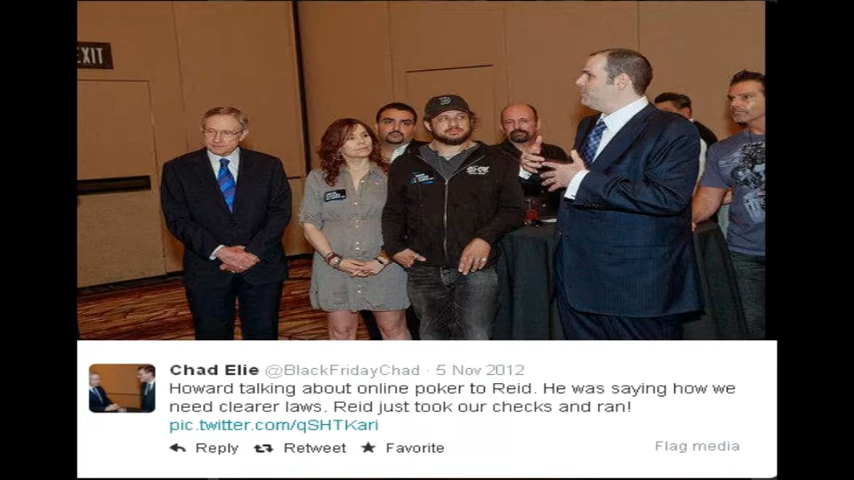 EXIT
Chad Elie @BlackFridayChad · 5 Nov 2012
Howard talking about online poker to Reid. He was saying how we
need clearer laws. Reid just took our checks and ran!
pic.twitter.com/qSHTKari
Reply Retweet Favorite Flag media